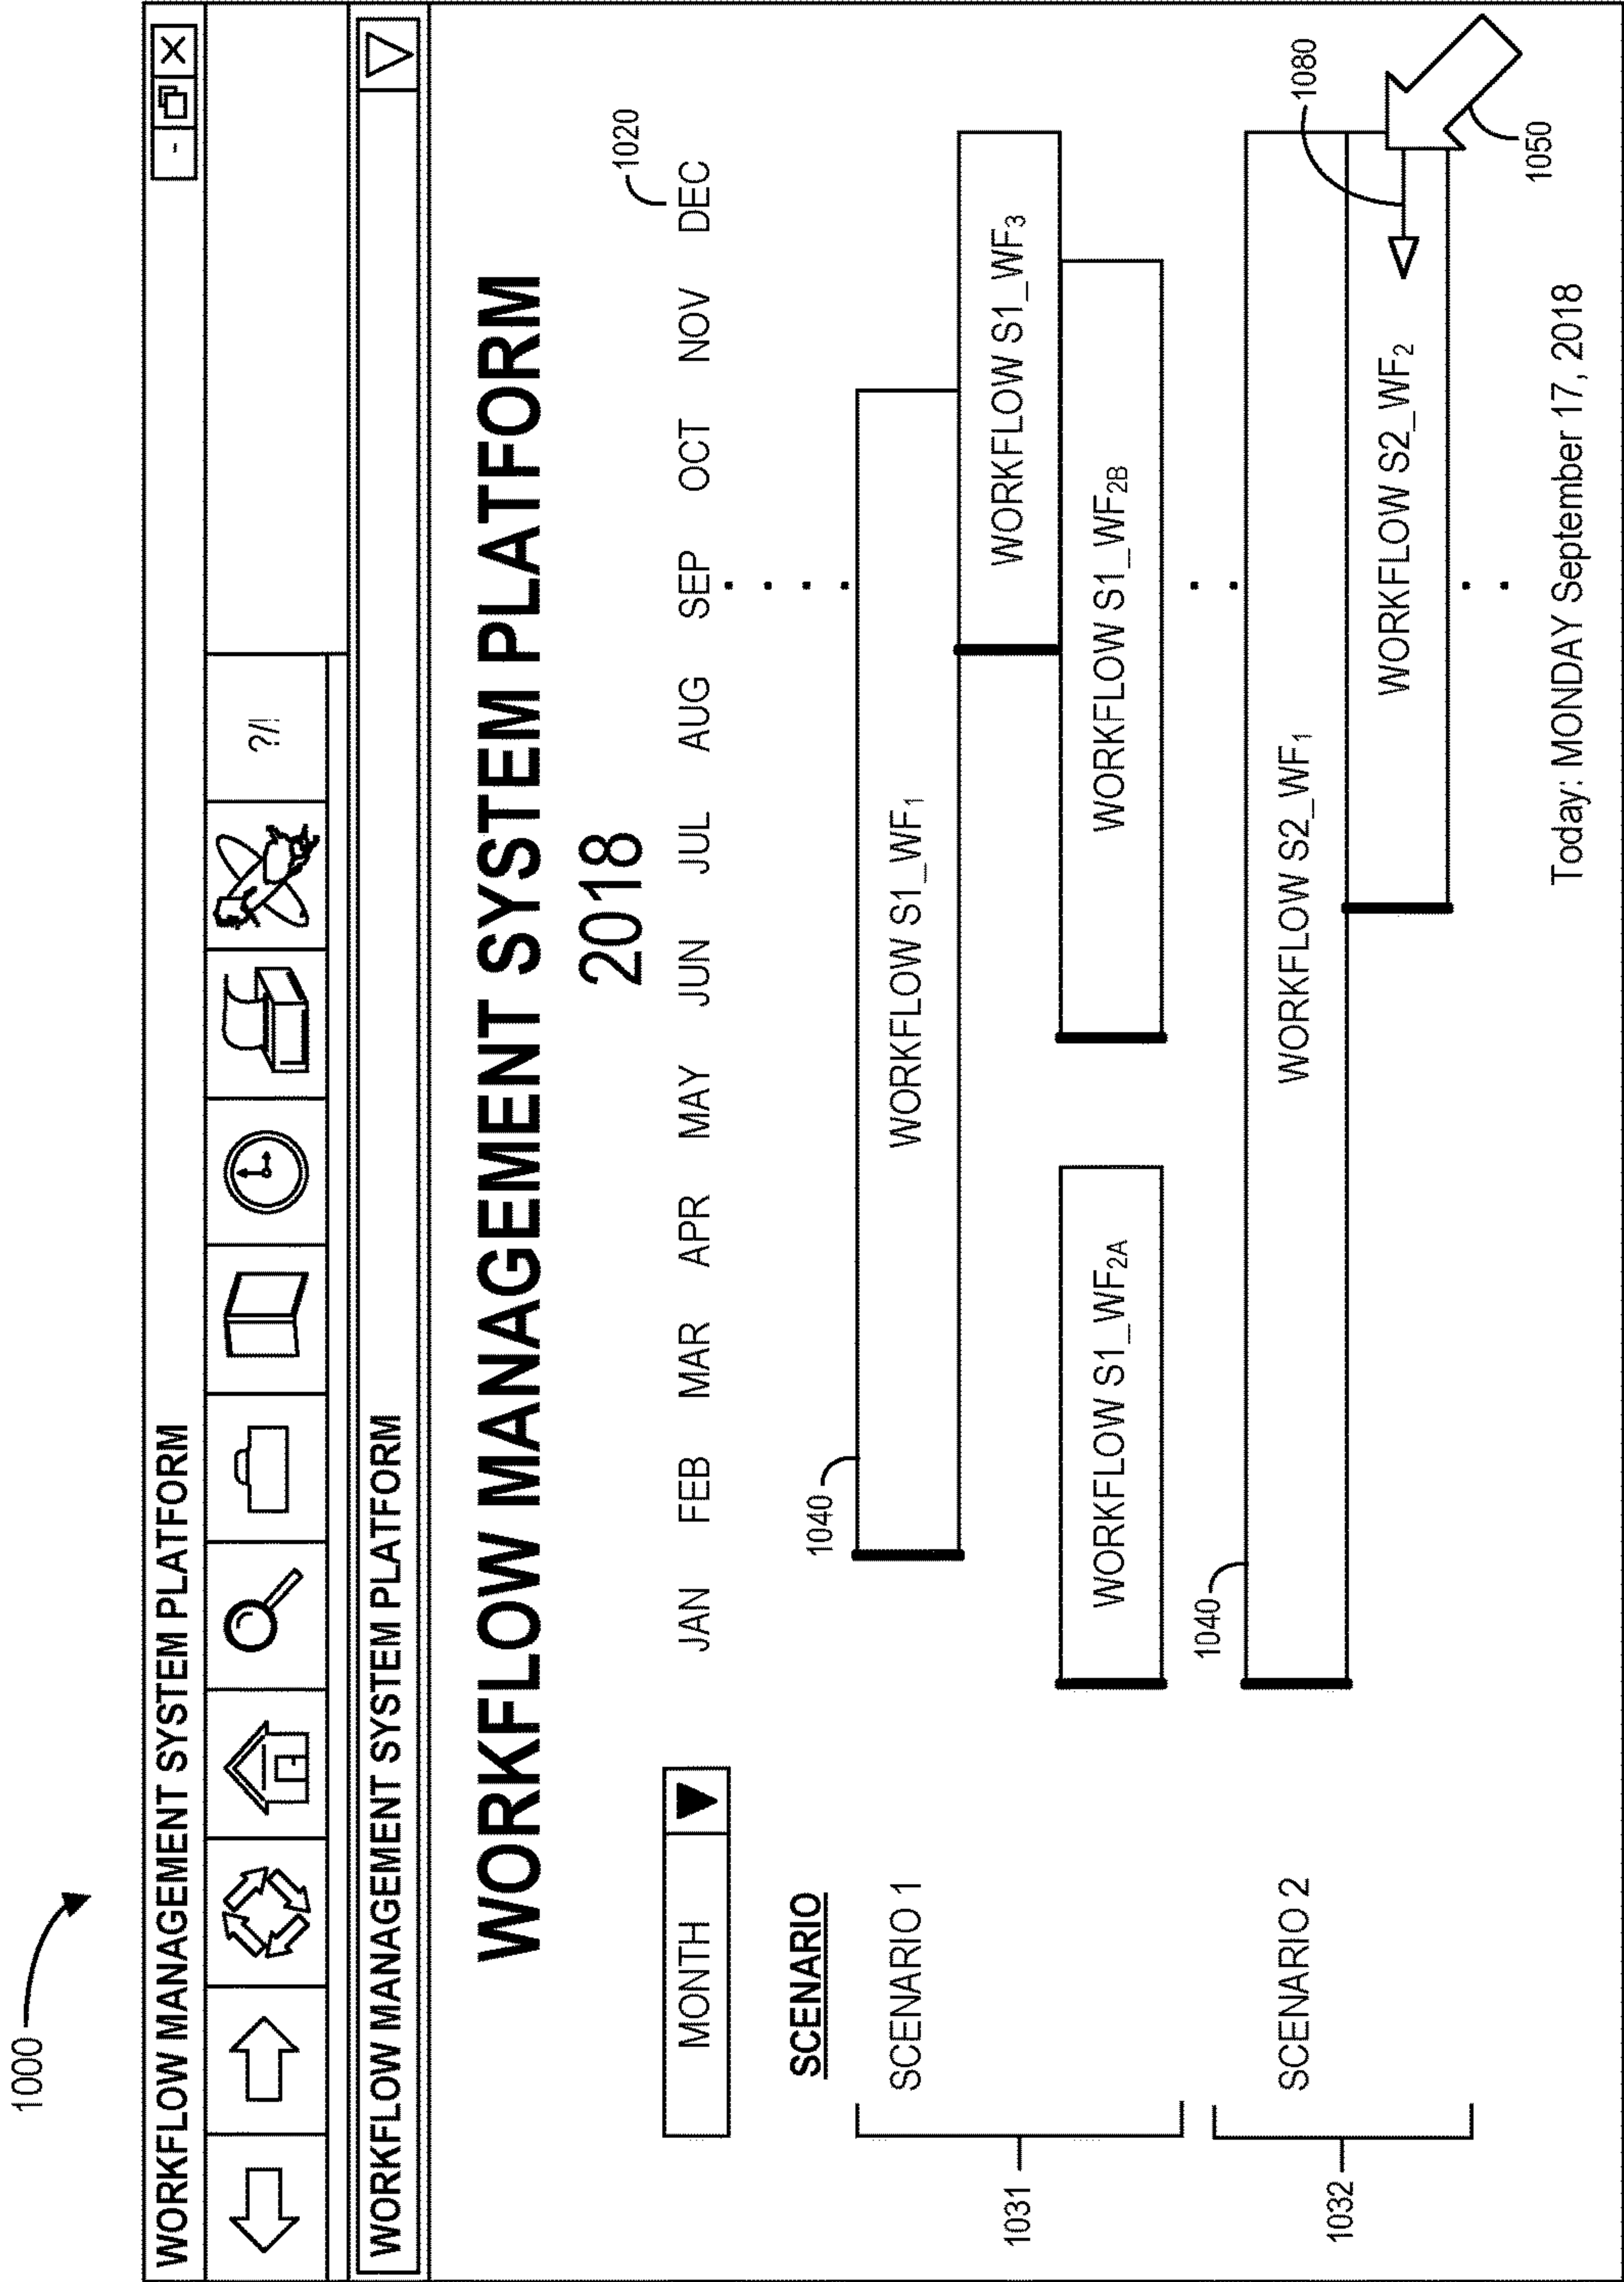 1000
WORKFLOW MANAGEMENT SYSTEM PLATFORM
- X
?/!
WORKFLOW MANAGEMENT SYSTEM PLATFORM
WORKFLOW MANAGEMENT SYSTEM PLATFORM
2018
1020
MONTH JAN FEB MAR APR MAY JUN JUL AUG SEP OCT NOV DEC
SCENARIO
1040
SCENARIO 1
WORKFLOW S1_WF1
WORKFLOW S1_WF3
1031
WORKFLOW S1_WF2A
WORKFLOW S1_WF2B
1040
SCENARIO 2
WORKFLOW S2_WF1
1080
1032
WORKFLOW S2_WF2
1050
Today: MONDAY September 17, 2018